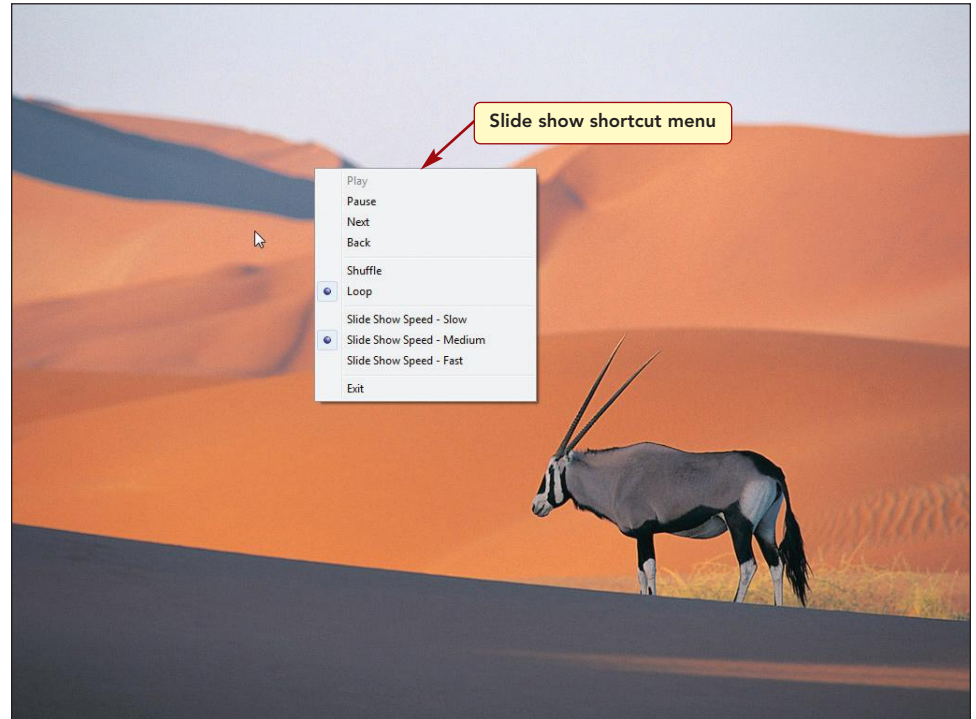 Slide show shortcut menu
Play
Pause
Next
Back
Shuffle
Loop
Slide Show Speed - Slow
Slide Show Speed - Medium
Slide Show Speed - Fast
Exit